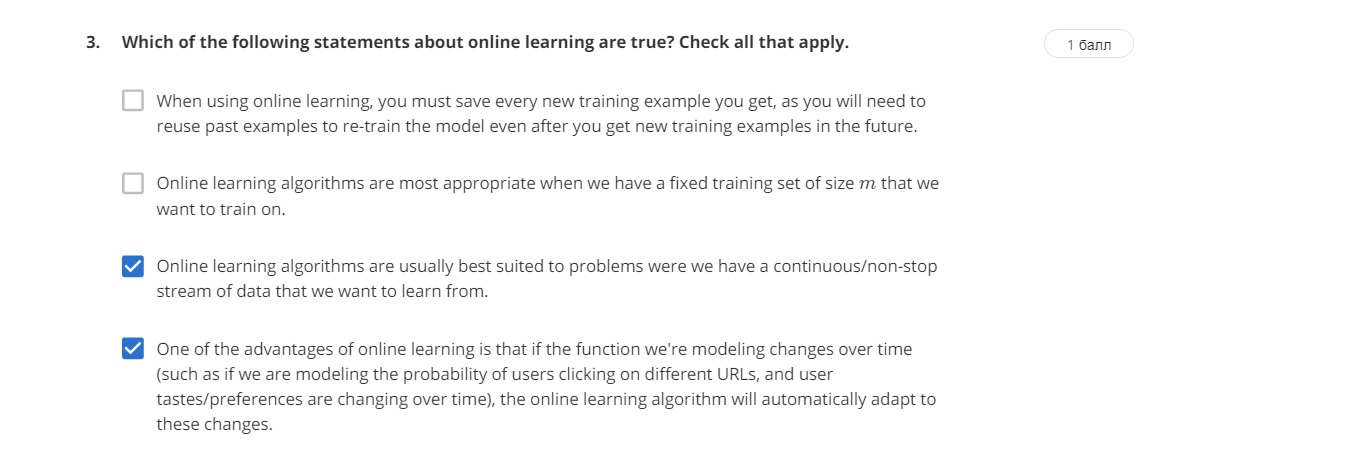 3. Which of the following statements about online learning are true? Check all that apply.
1 балл
When using online learning, you must save every new training example you get, as you will need to
reuse past examples to re-train the model even after you get new training examples in the future.
Online learning algorithms are most appropriate when we have a fixed training set of size m that we
want to train on.
Online learning algorithms are usually best suited to problems were we have a continuous/non-stop
stream of data that we want to learn from.
One of the advantages of online learning is that if the function we're modeling changes over time
(such as if we are modeling the probability of users clicking on different URLs, and user
tastes/preferences are changing over time), the online learning algorithm will automatically adapt to
these changes.